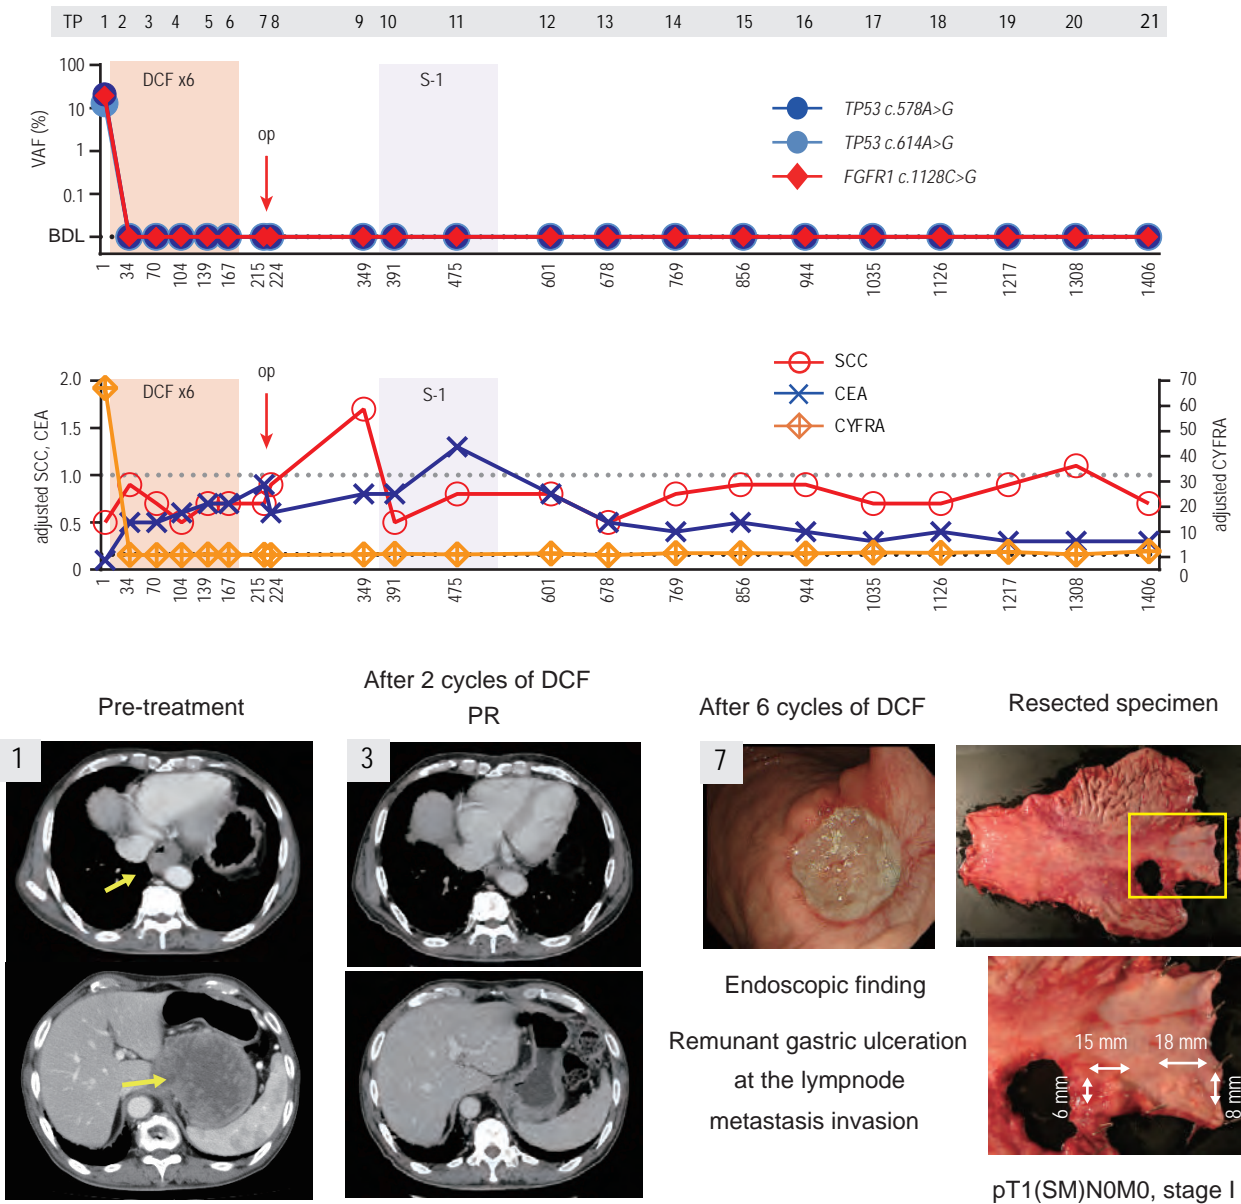 TP 1 2 3 4 5 6 7 8 9 10 11 12 13 14 15 16 17 18 19 20 21
VAF (%)
100
10
1
0.1
BDL
DCF x6
op
S-1
TP53 c.578A>G
TP53 c.614A>G
FGFR1 c.1128C>G
1 34 70 104 139 167 215 224 349 391 475 601 678 769 856 944 1035 1126 1217 1308 1406
SCC
CEA
CYFRA
adjusted SCC, CEA
2.0
1.5
1.0
0.5
0
DCF x6
op
S-1
70
60
50
40
30
20
10
1
0
adjusted CYFRA
1 34 70 104 139 167 215 224 349 391 475 601 678 769 856 944 1035 1126 1217 1308 1406
Pre-treatment
1
After 2 cycles of DCF
PR
3
After 6 cycles of DCF
7
Endoscopic finding
Remunant gastric ulceration
at the lympnode
metastasis invasion
Resected specimen
15 mm
18 mm
6 mm
8 mm
pT1(SM)N0M0, stage I